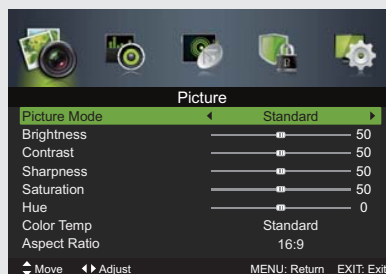 Picture
Picture Mode Standard
Brightness 50
Contrast 50
Sharpness 50
Saturation 50
Hue 0
Color Temp Standard
Aspect Ratio 16:9
Move Adjust MENU: Return EXIT: Exit